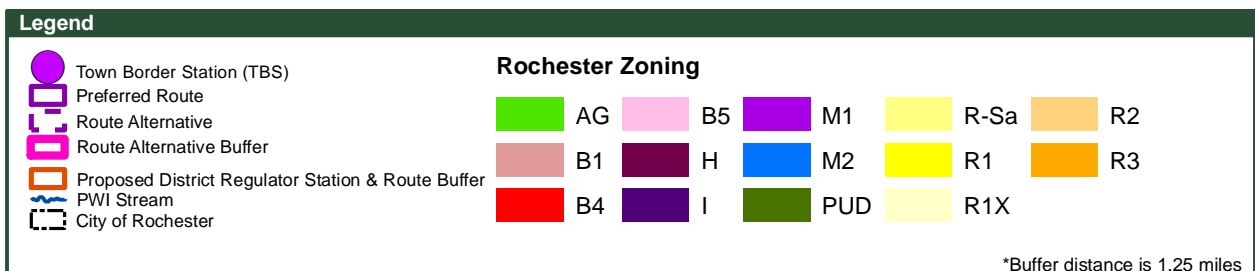 Legend
Town Border Station (TBS)
Preferred Route
Route Alternative
Route Alternative Buffer
Proposed District Regulator Station & Route Buffer
PWI Stream
City of Rochester
Rochester Zoning
AG B5 M1 R-Sa R2
B1 H M2 R1 R3
B4 I PUD R1X
*Buffer distance is 1.25 miles